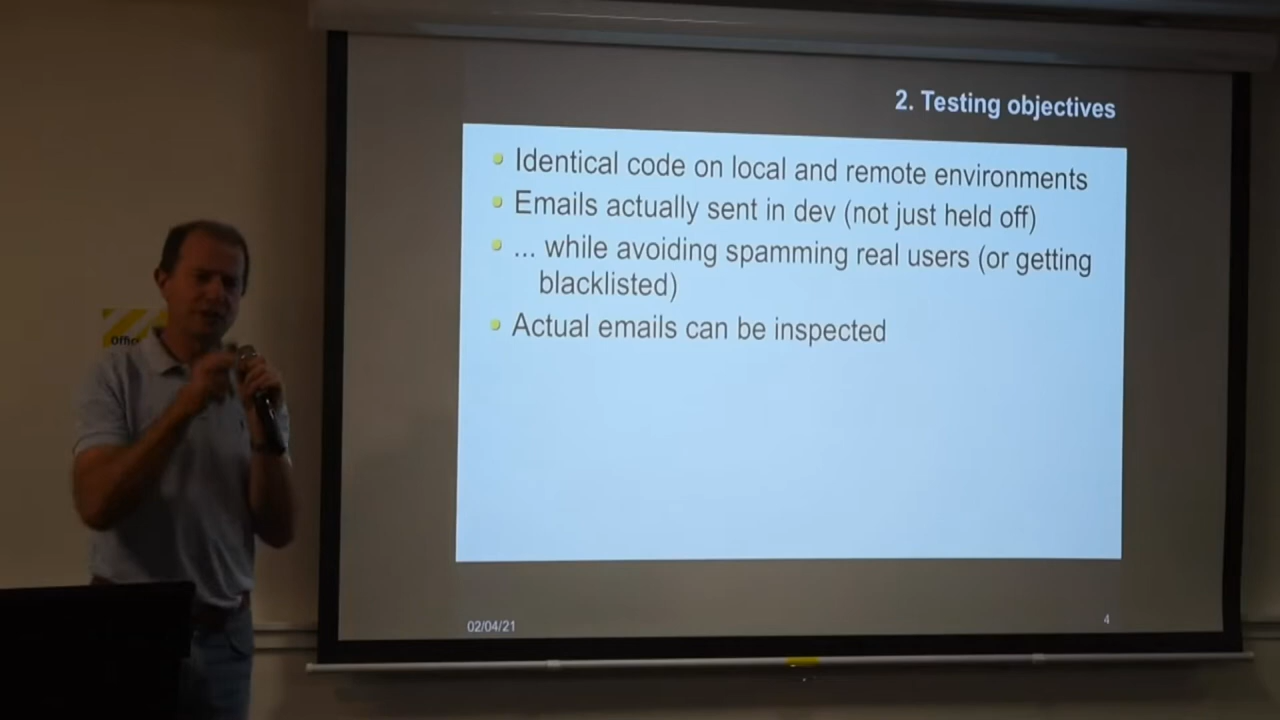 2. Testing objectives
Identical code on local and remote environments
Emails actually sent in dev (not just held off)
... while avoiding spamming real users (or getting
blacklisted)
Actual emails can be inspected
02/04/21
4